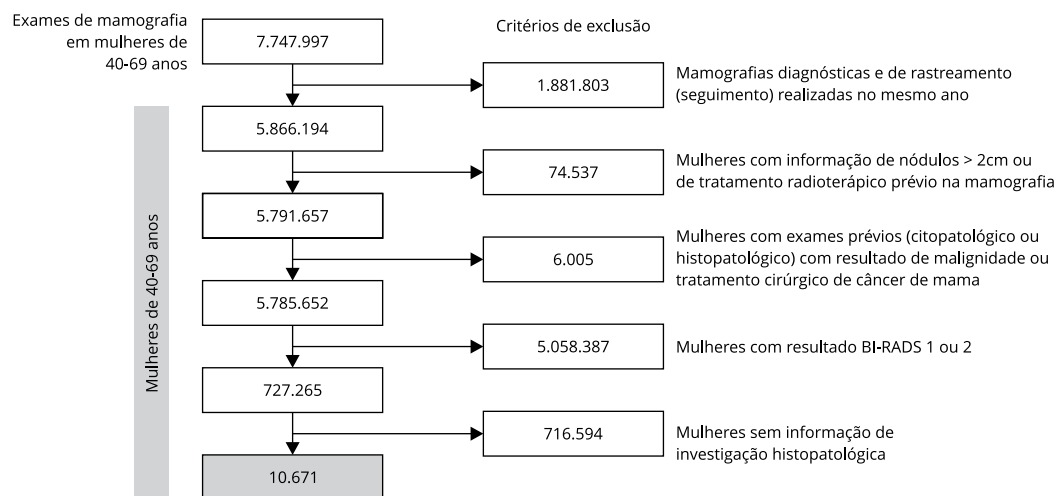 Exames de mamografia
em mulheres de
40-69 anos
7.747.997
Critérios de exclusão
1.881.803
Mamografias diagnósticas e de rastreamento
(seguimento) realizadas no mesmo ano
5.866.194
74.537
Mulheres com informação de nódulos > 2cm ou
de tratamento radioterápico prévio na mamografia
5.791.657
6.005
Mulheres com exames prévios (citopatológico ou
histopatológico) com resultado de malignidade ou
tratamento cirúrgico de câncer de mama
5.785.652
5.058.387
Mulheres com resultado BI-RADS 1 ou 2
727.265
716.594
Mulheres sem informação de
investigação histopatológica
10.671
Mulheres de 40-69 anos